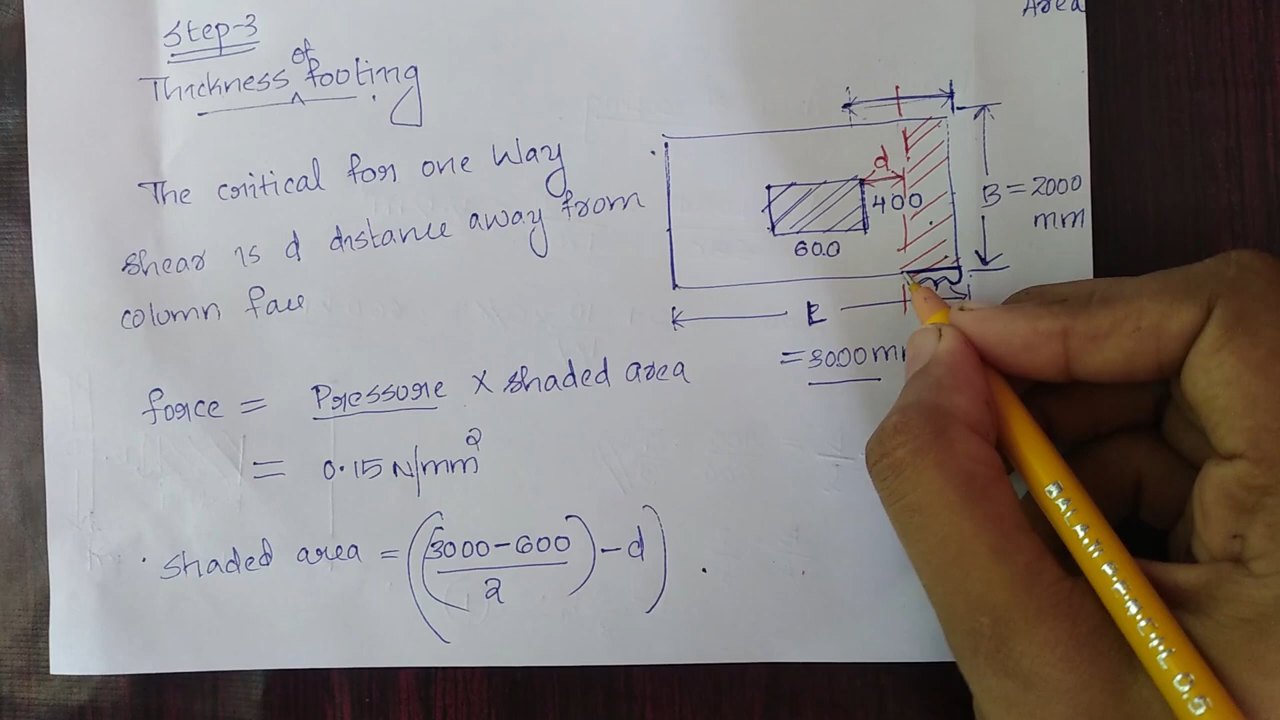 Step-3
Thickness of footing
The critical for one way
shear is d distance away from
column face
force = Pressure × shaded area
= 0.15 N/mm²
shaded area = ((3000-600)/2) - d)
Area
d
400
600
B = 2000
mm
L
= 3000 mm